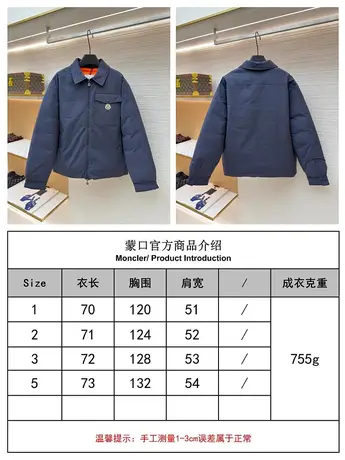 蒙口官方商品介绍
Moncler/ Product Introduction
Size 衣长 胸围 肩宽 / 成衣克重
1 70 120 51 /
2 71 124 52 /
3 72 128 53 /
755g
5 73 132 54 /
温馨提示：手工测量1-3cm误差属于正常